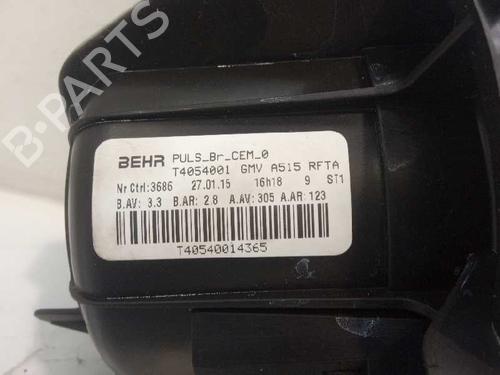 B-PARTS
BEHR PULS_Br_CEM_0
T4054001 GMV A515 RFTA
Nr Ctrl:3686 27.01.15 16h18 9 ST1
B.AV: 3.3 B.AR: 2.8 A.AV: 305 A.AR: 123
T40540014365